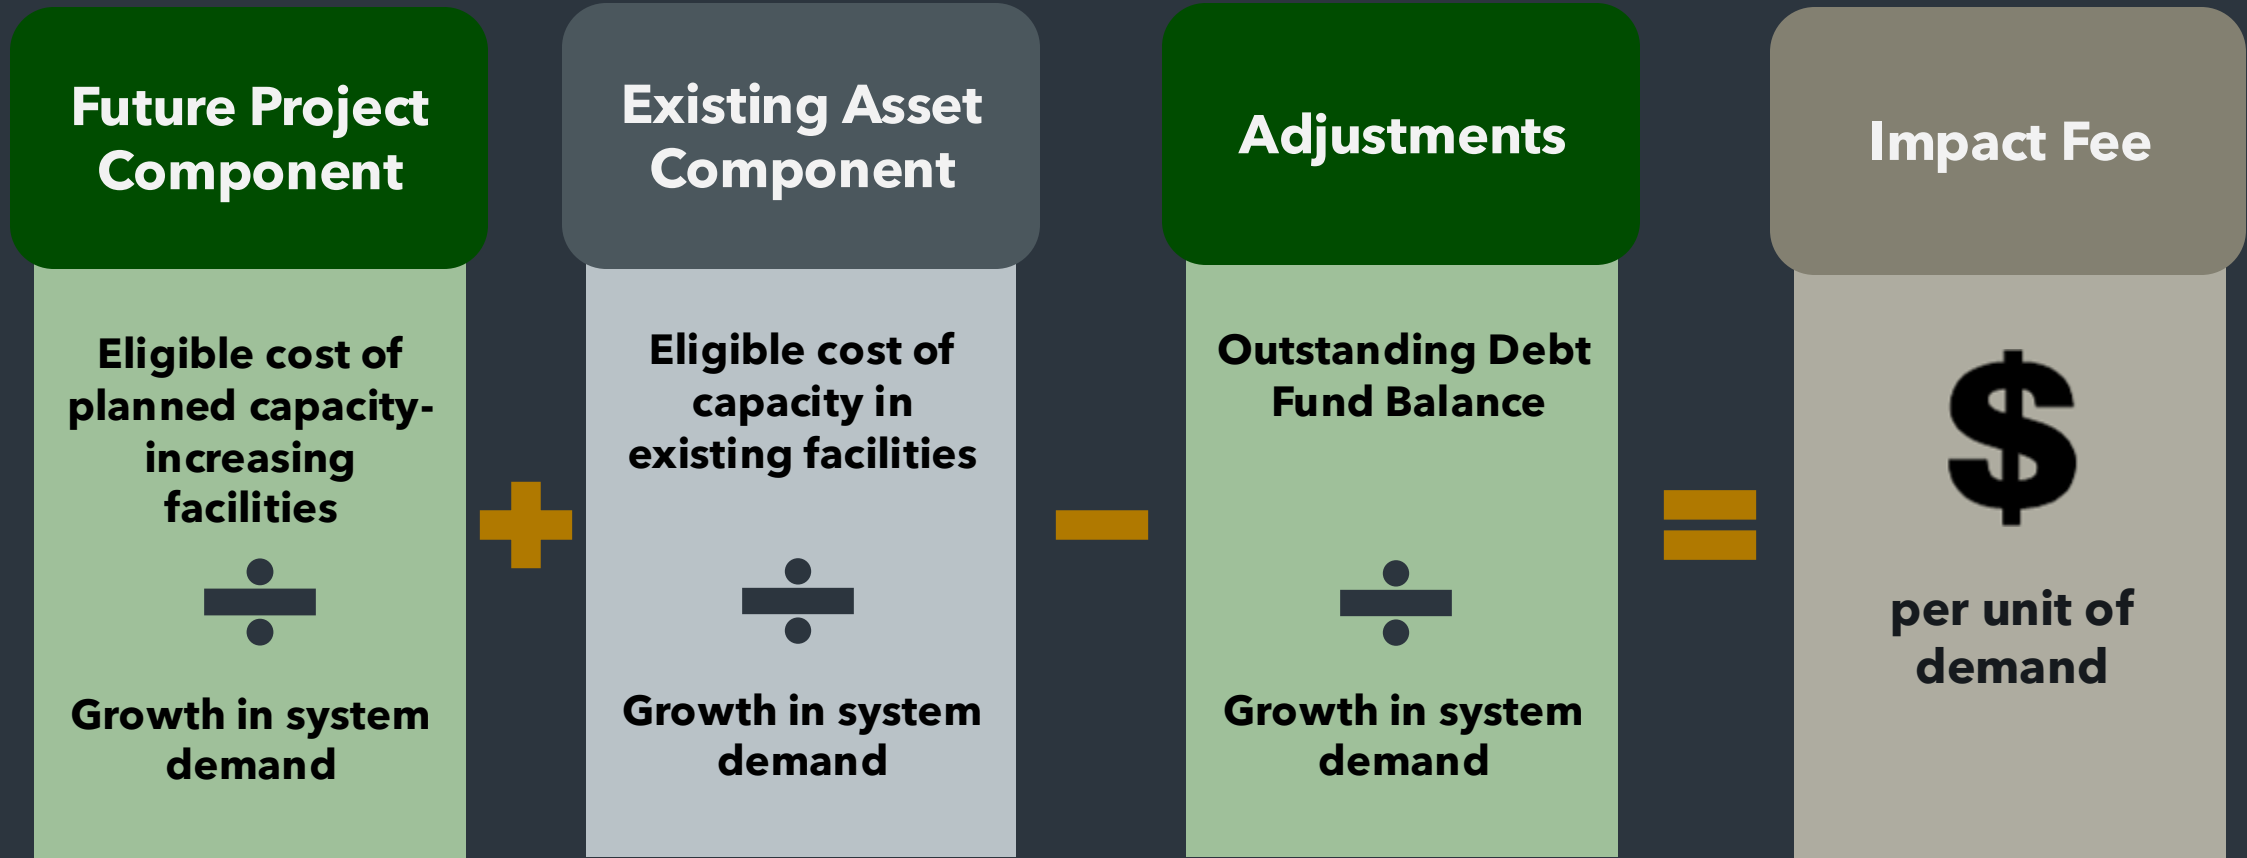 Future Project
Component
Eligible cost of
planned capacity-
increasing
facilities
÷
Growth in system
demand
+
Existing Asset
Component
Eligible cost of
capacity in
existing facilities
÷
Growth in system
demand
−
Adjustments
Outstanding Debt
Fund Balance
÷
Growth in system
demand
=
Impact Fee
$
per unit of
demand